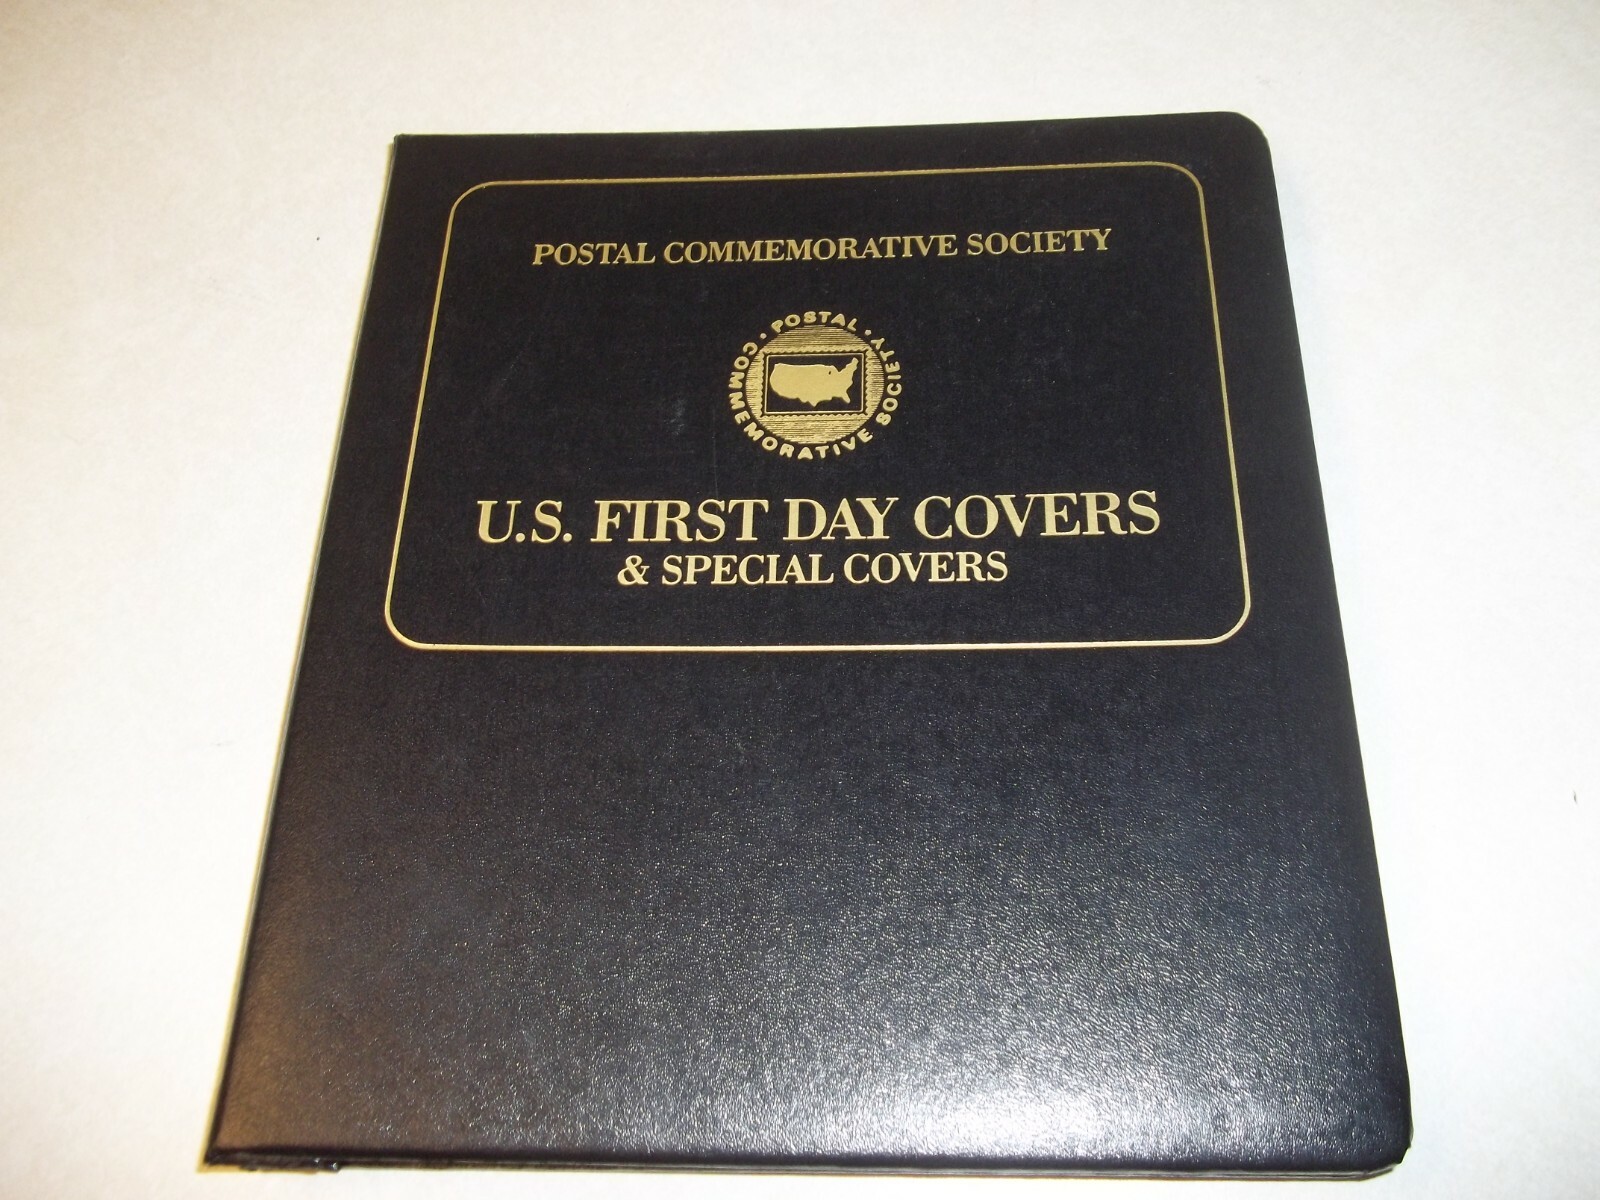 POSTAL COMMEMORATIVE SOCIETY
· POSTAL · COMMEMORATIVE SOCIETY
U.S. FIRST DAY COVERS
& SPECIAL COVERS